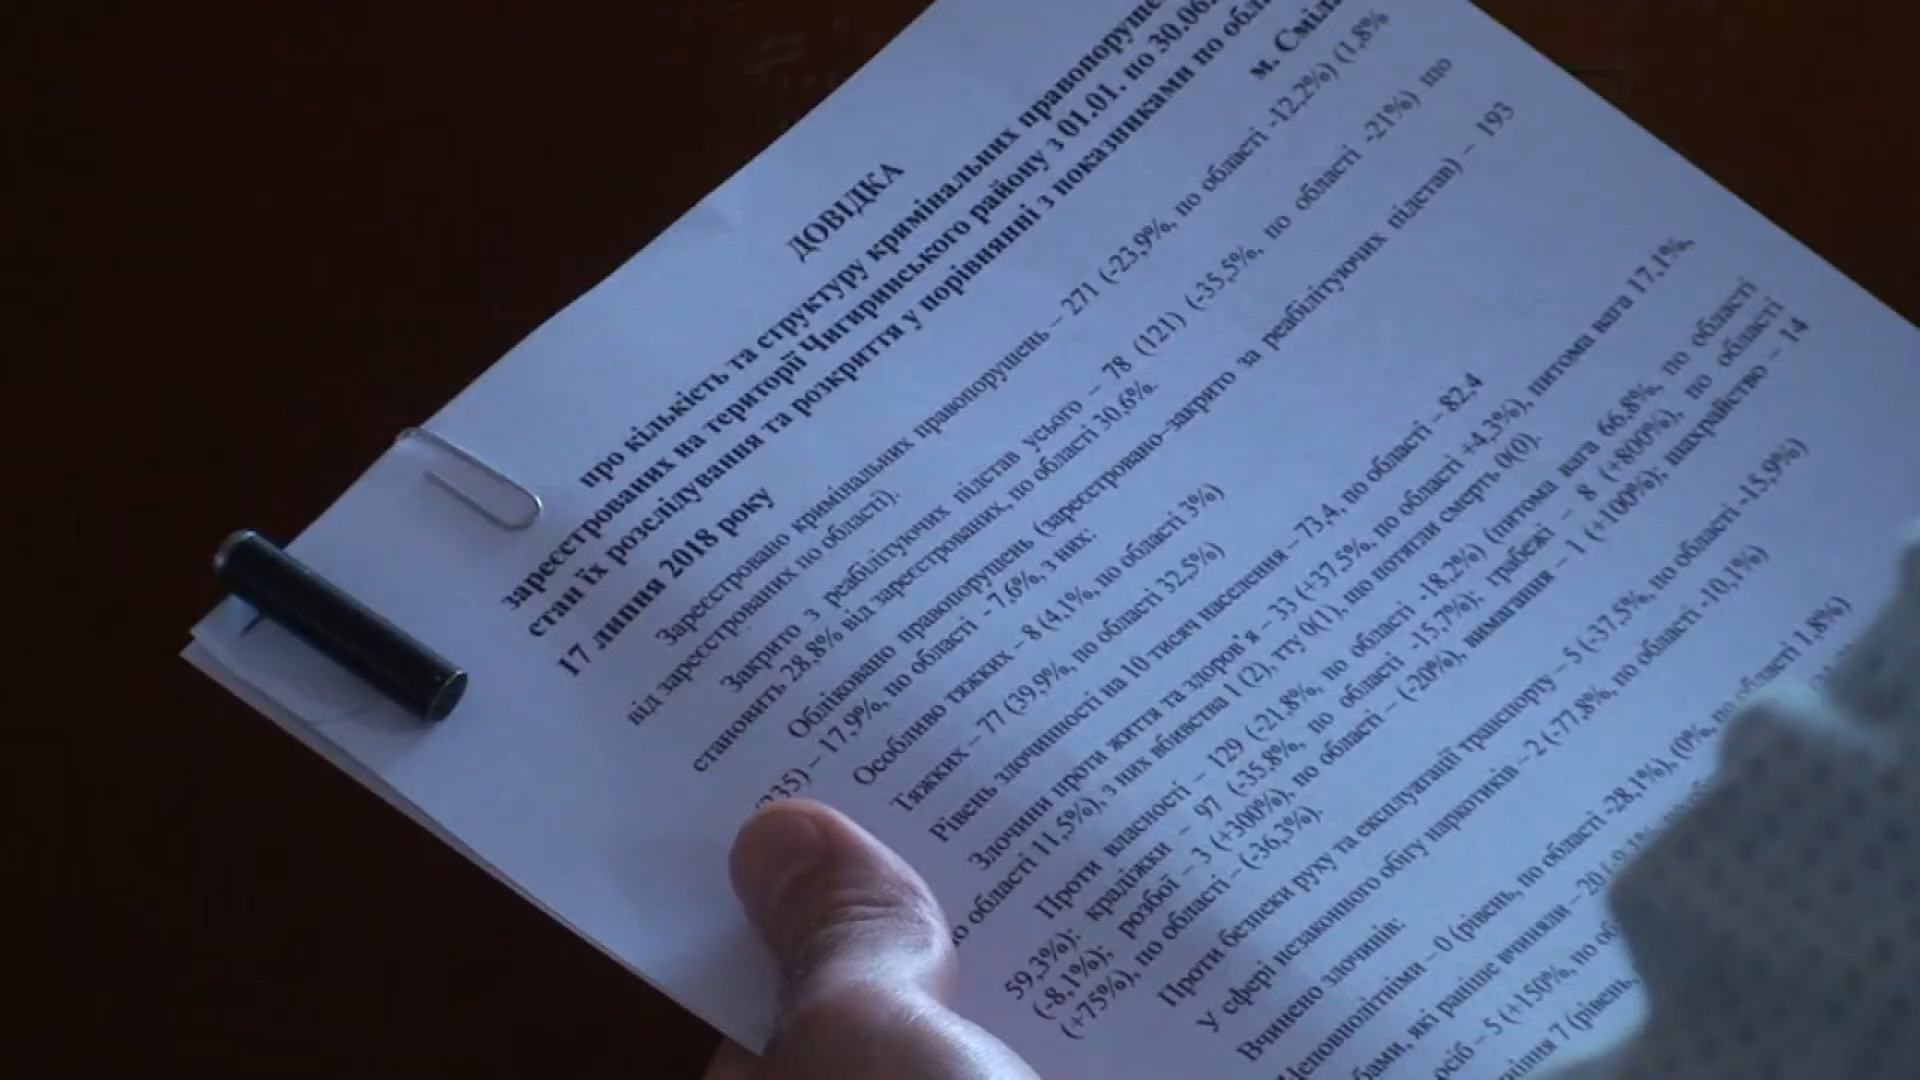 ДОВІДКА
про кількість та структуру кримінальних
зареєстрованих на території Чигиринського району з 01.01. по 30.06.
стан їх розслідування та розкриття у порівнянні з показниками по
17 липня 2018 року
м.
Зареєстровано кримінальних правопорушень – 271 (-23,9%, по області -12,2%) (1,8%
від зареєстрованих по області).
Закрито з реабілітуючих підстав усього – 78 (121) (-35,5%, по області -21%) що
становить 28,8% від зареєстрованих, по області 30,6%.
Обліковано правопорушень (зареєстровано-закрито за реабілітуючих підстав) – 193
(235) – 17,9%, по області -7,6%, з них:
Особливо тяжких – 8 (4,1%, по області 3%)
Тяжких – 77 (39,9%, по області 32,5%)
Рівень злочинності на 10 тисяч населення – 73,4, по області – 82,4
Злочини проти життя та здоров'я – 33 (+37,5%, по області +4,3%), питома вага 17,1%,
області 11,5%), з них вбивства 1 (2), тту 0(1), що потягли смерть 0(0).
Проти власності – 129 (-21,8%, по області -18,2%) (питома вага 66,8%, по області
59,3%): крадіжки – 97 (-35,8%, по області -15,7%); грабежі – 8 (+800%), по області
(-8,1%); розбої – 3 (+300%), по області – (-20%), вимагання – 1 (+100%); шахрайство – 14
(+75%), по області – (-36,3%).
Проти безпеки руху та експлуатації транспорту – 5 (-37,5%, по області -15,9%)
У сфері незаконного обігу наркотиків – 2 (-77,8%, по області -10,1%)
Вчинено злочинів:
Неповнолітніми – 0 (рівень, по області -28,1%), (0%, по області 1,8%)
які раніше вчиняли – 20
осіб – 5 (+150%, по
7 (рівень,